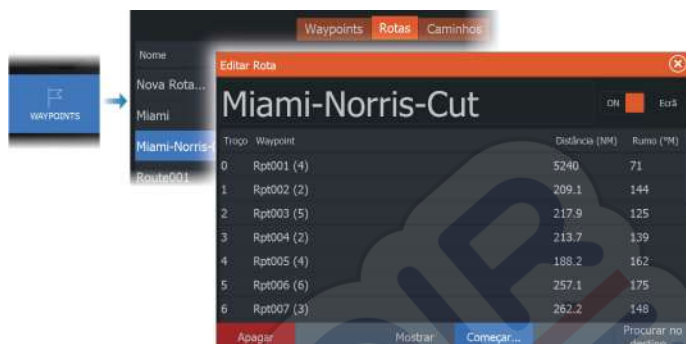 Waypoints Rotas Caminhos
Nome
Nova Rota...
Miami
Miami-Norris-
Route001
WAYPOINTS
Editar Rota
Miami-Norris-Cut
ON Ecrã
Troço Waypoint Distância (NM) Rumo (°M)
0 Rpt001 (4) 5240 71
1 Rpt002 (2) 209.1 144
2 Rpt003 (5) 217.9 125
3 Rpt004 (2) 213.7 139
4 Rpt005 (4) 188.2 162
5 Rpt006 (6) 257.1 175
6 Rpt007 (3) 262.2 148
Apagar Mostrar Começar... Procurar no
destino